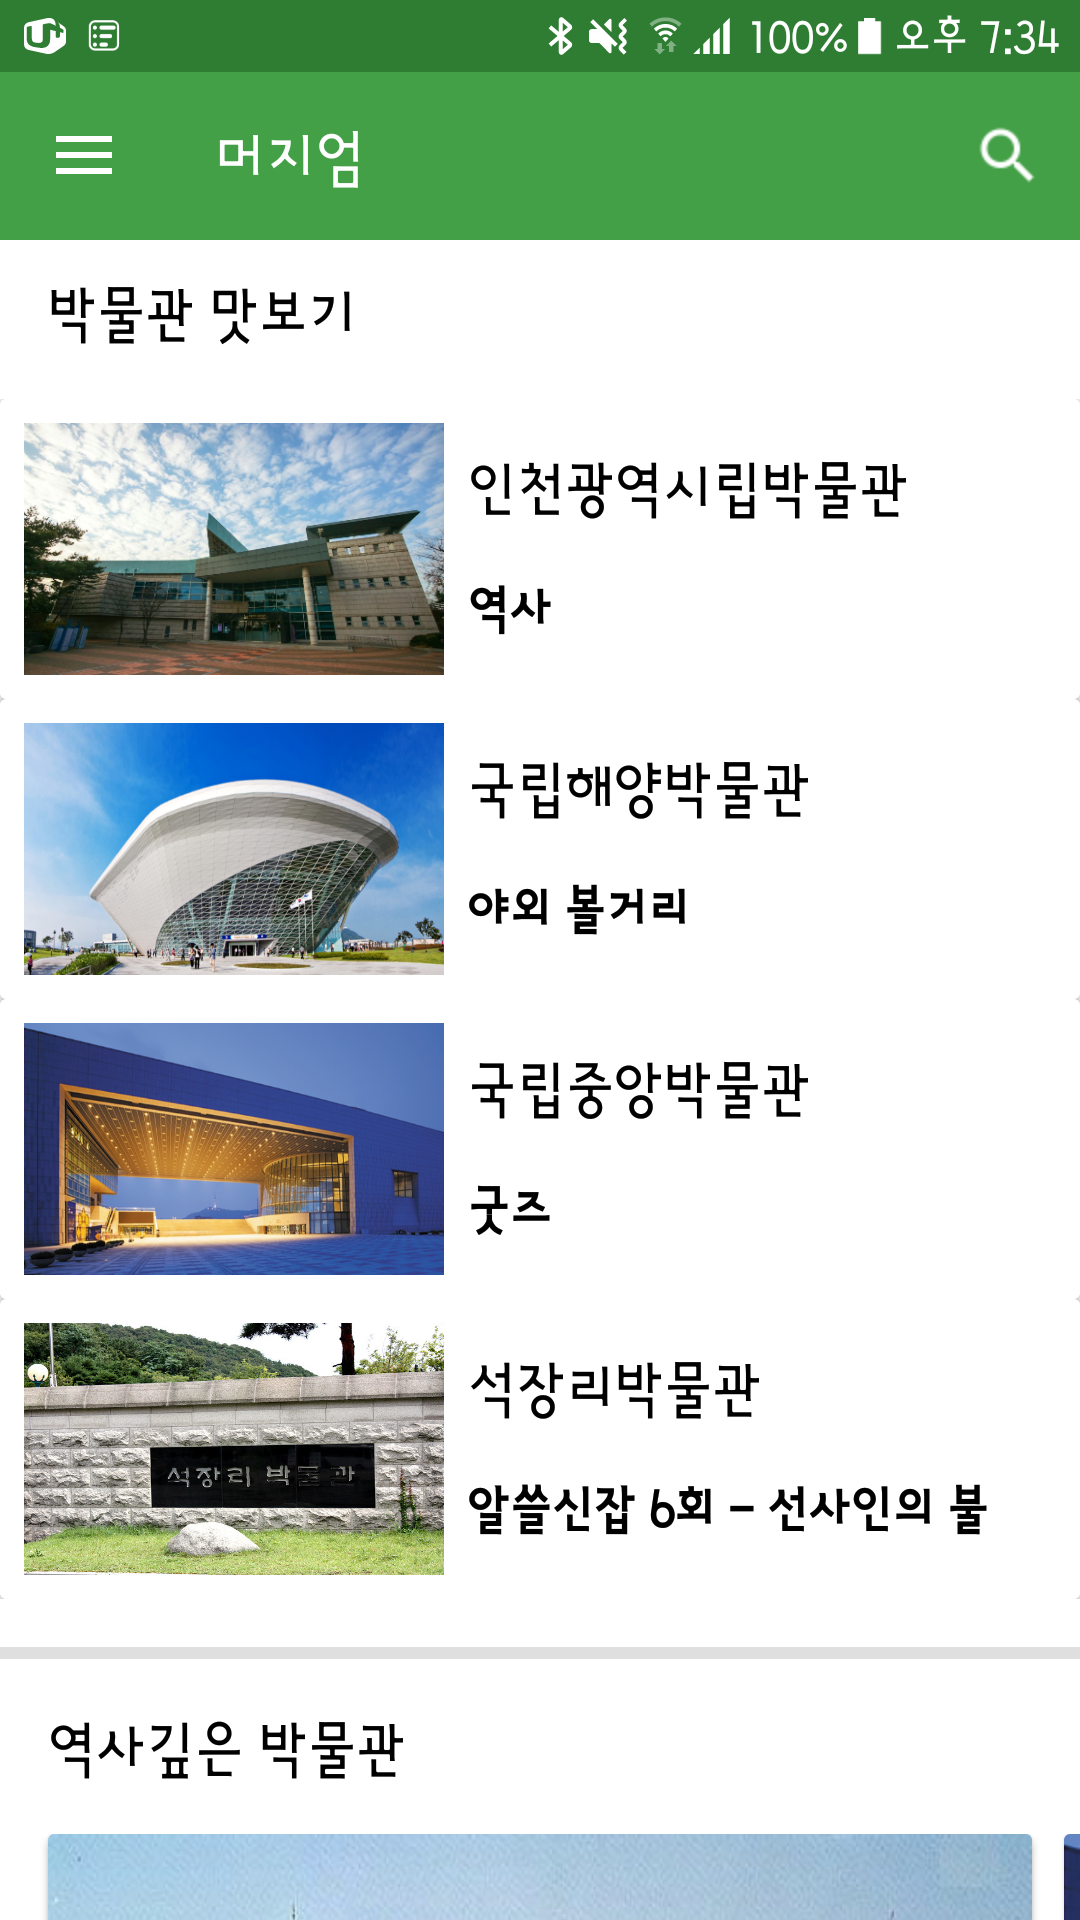 100% 오후 7:34
머지엄
박물관 맛보기
인천광역시립박물관
역사
국립해양박물관
야외 볼거리
국립중앙박물관
굿즈
석장리 박물관
석장리박물관
알쓸신잡 6회 - 선사인의 불
역사깊은 박물관